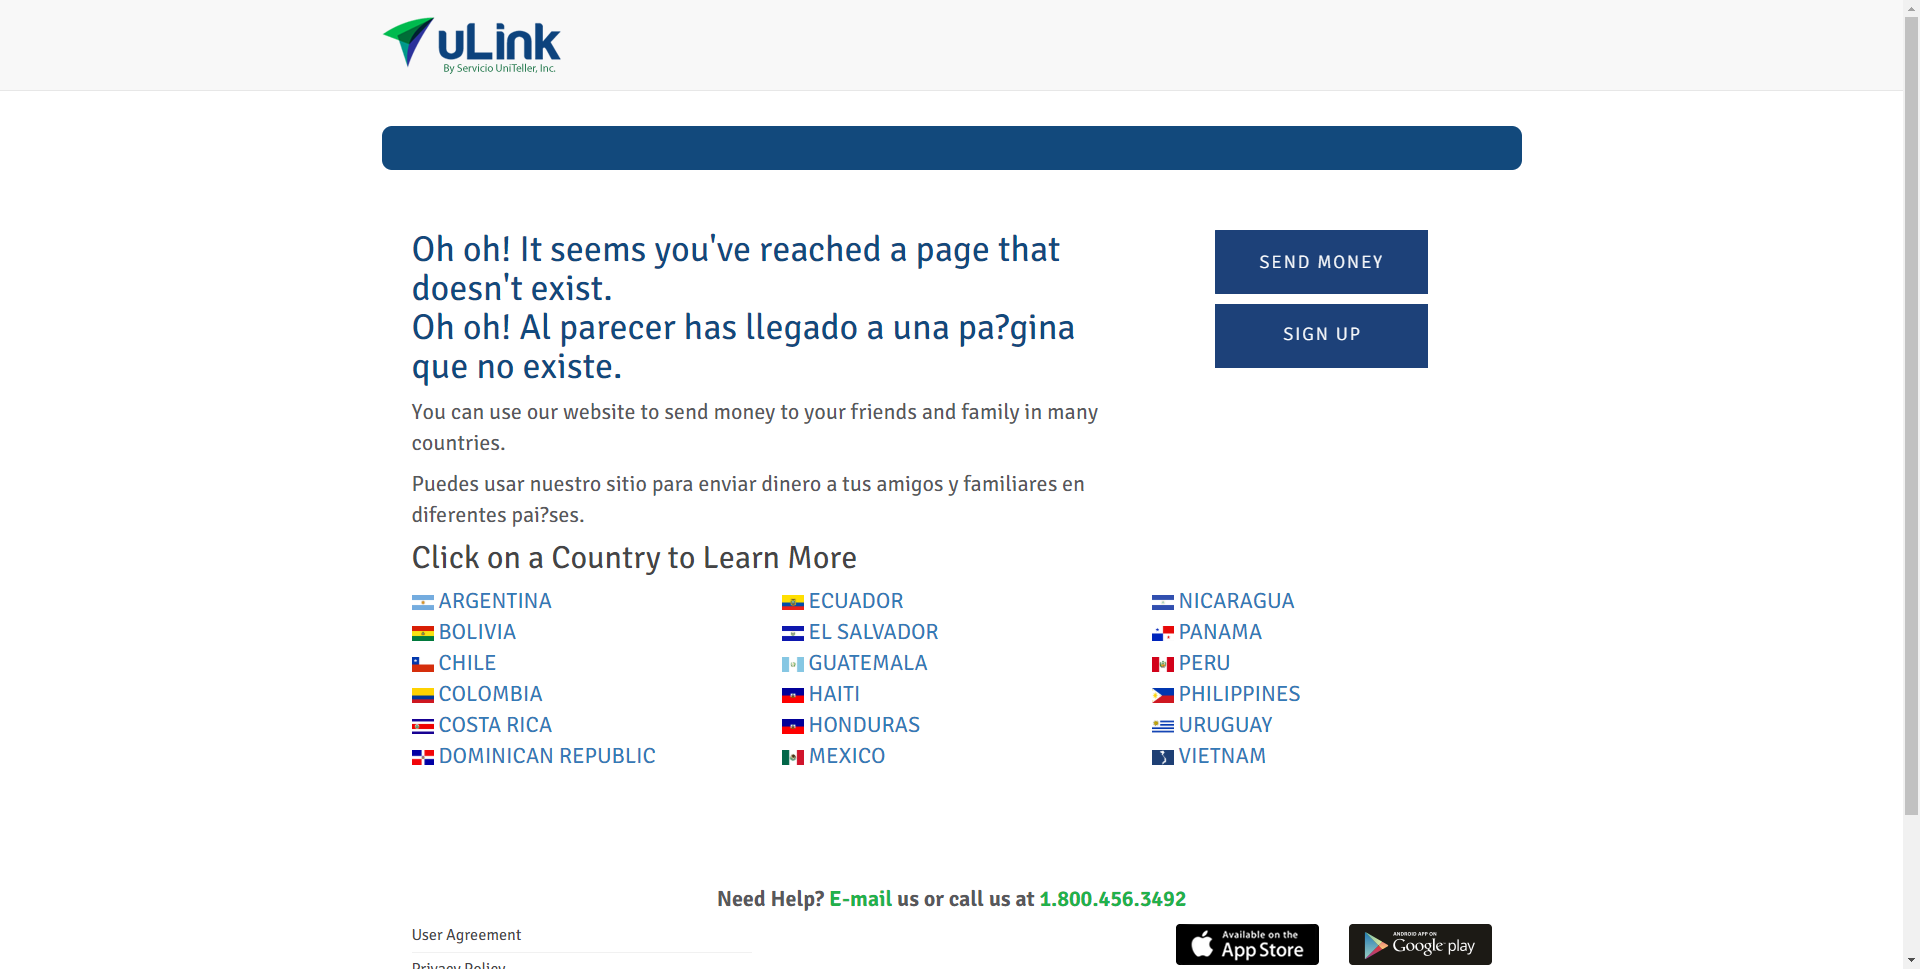 uLink
By Servicio UniTeller, Inc.
Oh oh! It seems you've reached a page that
doesn't exist.
Oh oh! Al parecer has llegado a una pa?gina
que no existe.
SEND MONEY
SIGN UP
You can use our website to send money to your friends and family in many
countries.
Puedes usar nuestro sitio para enviar dinero a tus amigos y familiares en
diferentes pai?ses.
Click on a Country to Learn More
ARGENTINA
BOLIVIA
CHILE
COLOMBIA
COSTA RICA
DOMINICAN REPUBLIC
ECUADOR
EL SALVADOR
GUATEMALA
HAITI
HONDURAS
MEXICO
NICARAGUA
PANAMA
PERU
PHILIPPINES
URUGUAY
VIETNAM
Need Help? E-mail us or call us at 1.800.456.3492
User Agreement
Privacy Policy
Available on the
App Store
ANDROID APP ON
Google play